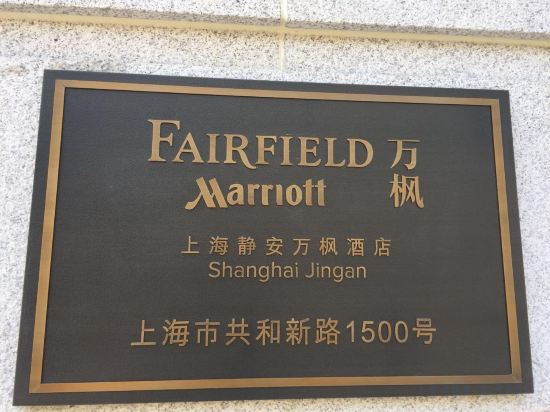 FAIRFIELD 万枫
Marriott
上海静安万枫酒店
Shanghai Jingan
上海市共和新路1500号